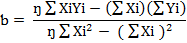 b = ŋ ∑ XiYi − (∑ Xi)(∑ Yi) / ŋ ∑ Xi² − ( ∑ Xi )²